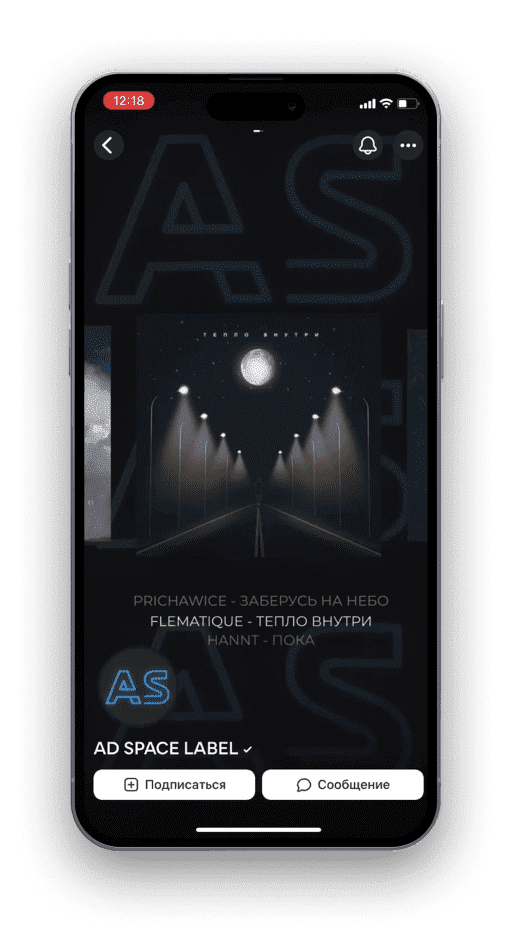 12:18
AS
ТЕПЛО ВНУТРИ
PRICHAWICE - ЗАБЕРУСЬ НА НЕБО
FLEMATIQUE - ТЕПЛО ВНУТРИ
HANNT - ПОКА
AS
AD SPACE LABEL
Подписаться
Сообщение